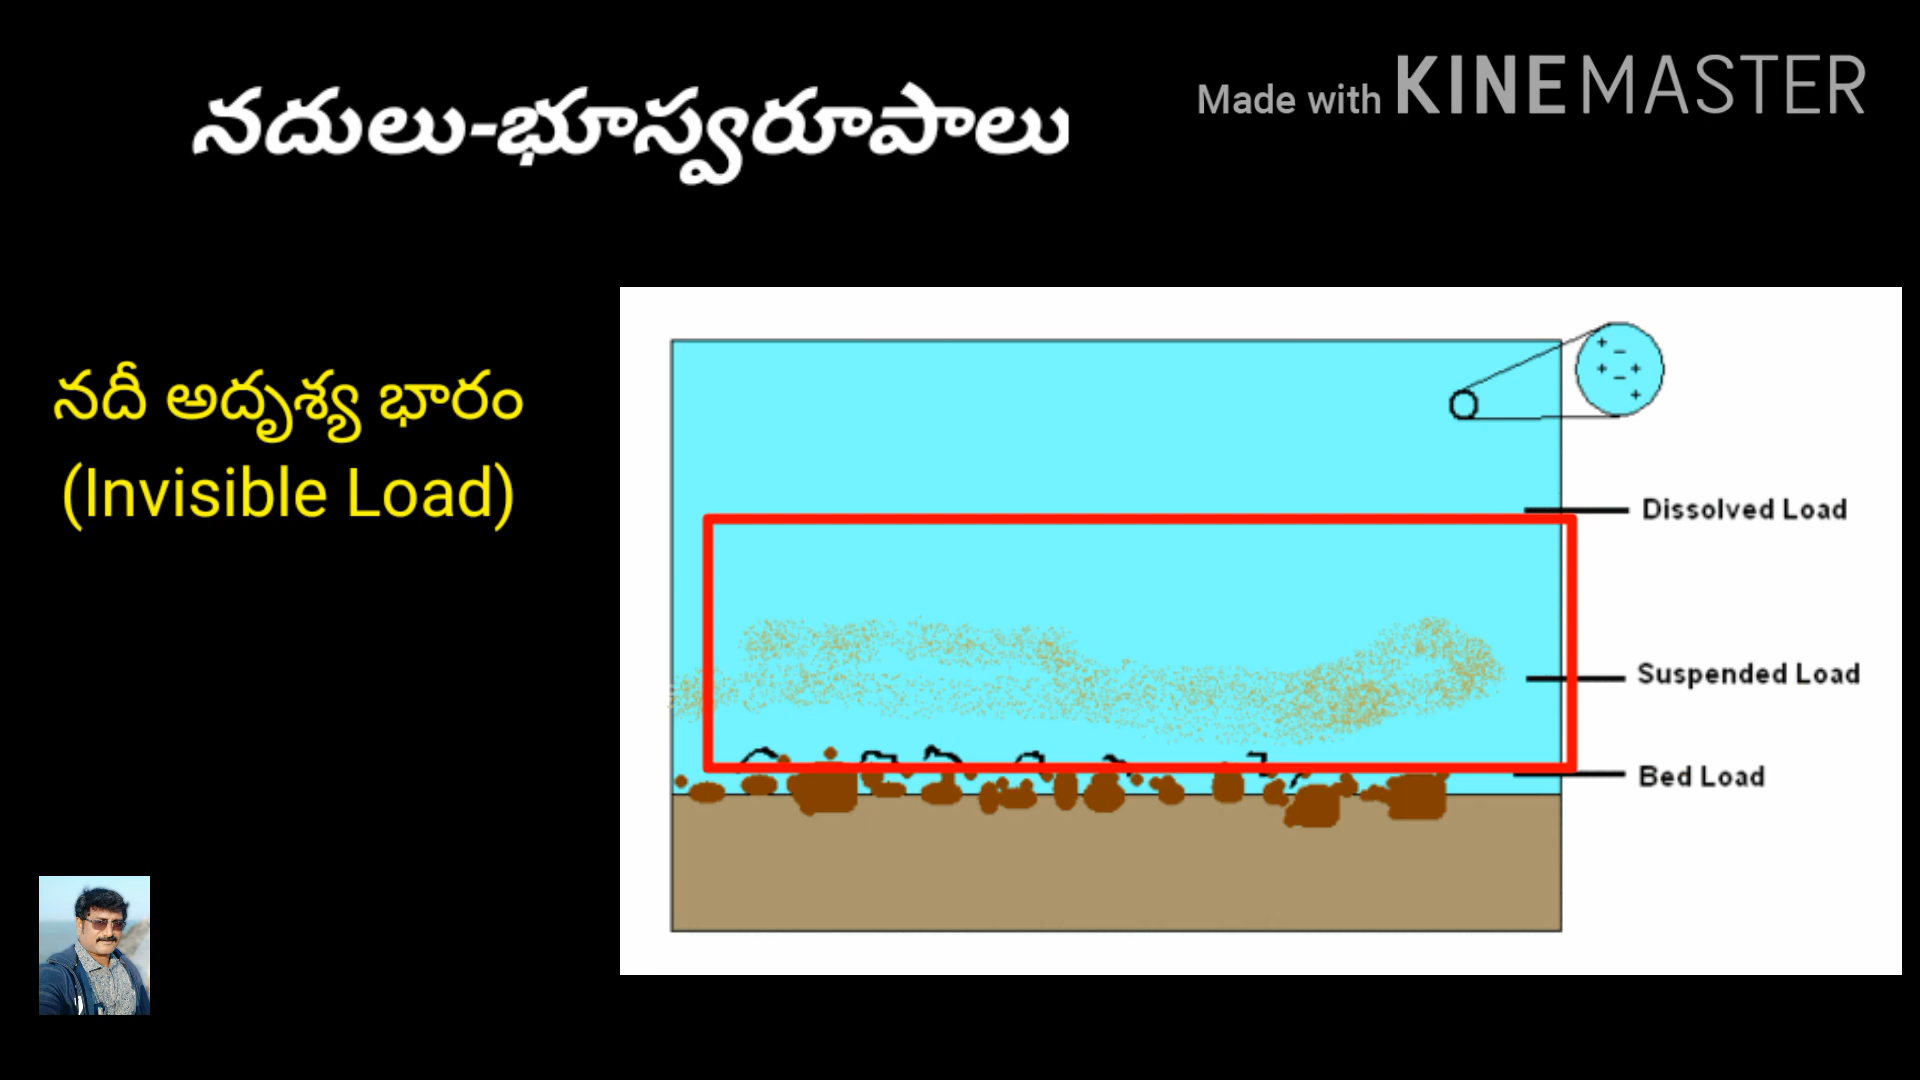 నదులు-భూస్వరూపాలు
Made with KINEMASTER
నదీ అదృశ్య భారం
(Invisible Load)
Dissolved Load
Suspended Load
Bed Load